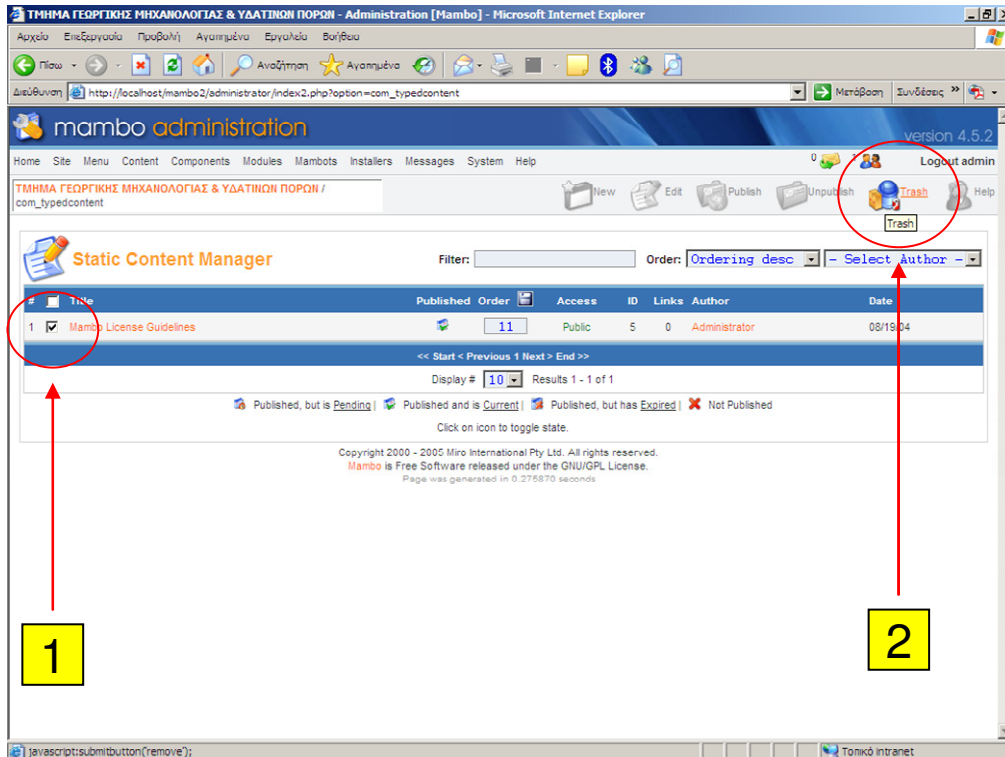 ΤΜΗΜΑ ΓΕΩΡΓΙΚΗΣ ΜΗΧΑΝΟΛΟΓΙΑΣ & ΥΔΑΤΙΝΩΝ ΠΟΡΩΝ - Administration [Mambo] - Microsoft Internet Explorer
Αρχείο Επεξεργασία Προβολή Αγαπημένα Εργαλεία Βοήθεια
Πίσω Αναζήτηση Αγαπημένα
Διεύθυνση http://localhost/mambo2/administrator/index2.php?option=com_typedcontent Μετάβαση Συνδέσεις »
mambo administration
version 4.5.2
Home Site Menu Content Components Modules Mambots Installers Messages System Help 0 1 Logout admin
ΤΜΗΜΑ ΓΕΩΡΓΙΚΗΣ ΜΗΧΑΝΟΛΟΓΙΑΣ & ΥΔΑΤΙΝΩΝ ΠΟΡΩΝ /
com_typedcontent
New Edit Publish Unpublish Trash Help
Trash
Static Content Manager Filter: Order: Ordering desc - Select Author -
# Title Published Order Access ID Links Author Date
1 Mambo License Guidelines 11 Public 5 0 Administrator 08/19/04
<< Start < Previous 1 Next > End >>
Display # 10 Results 1 - 1 of 1
Published, but is Pending | Published and is Current | Published, but has Expired | Not Published
Click on icon to toggle state.
Copyright 2000 - 2005 Miro International Pty Ltd. All rights reserved.
Mambo is Free Software released under the GNU/GPL License.
Page was generated in 0.275870 seconds
1
2
javascript:submitbutton('remove'); Τοπικό intranet